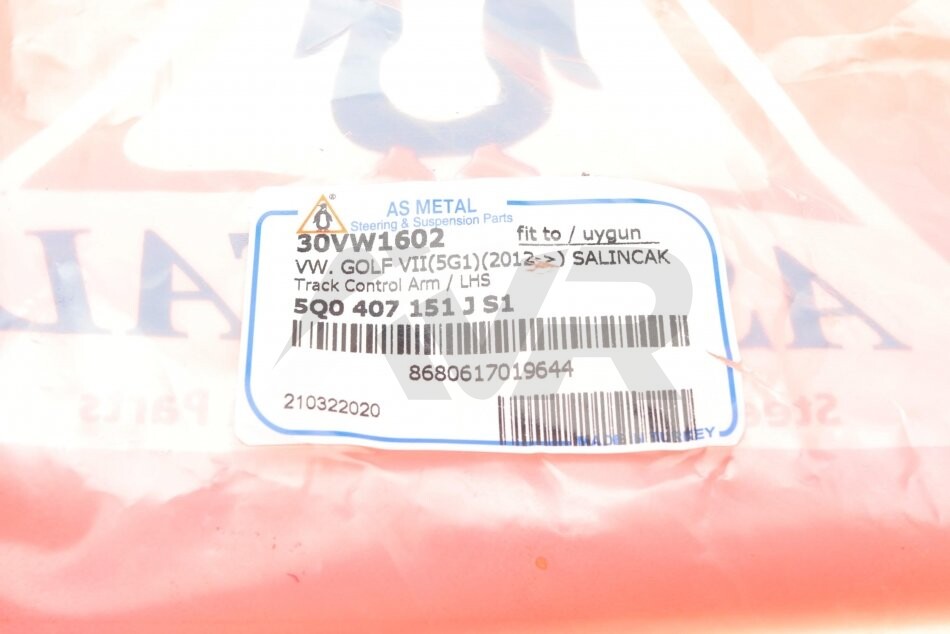 AS METAL
Steering & Suspension Parts
30VW1602 fit to / uygun
VW. GOLF VII(5G1)(2012->) SALINCAK
Track Control Arm / LHS
5Q0 407 151 J S1
8680617019644
210322020
MADE IN TURKEY